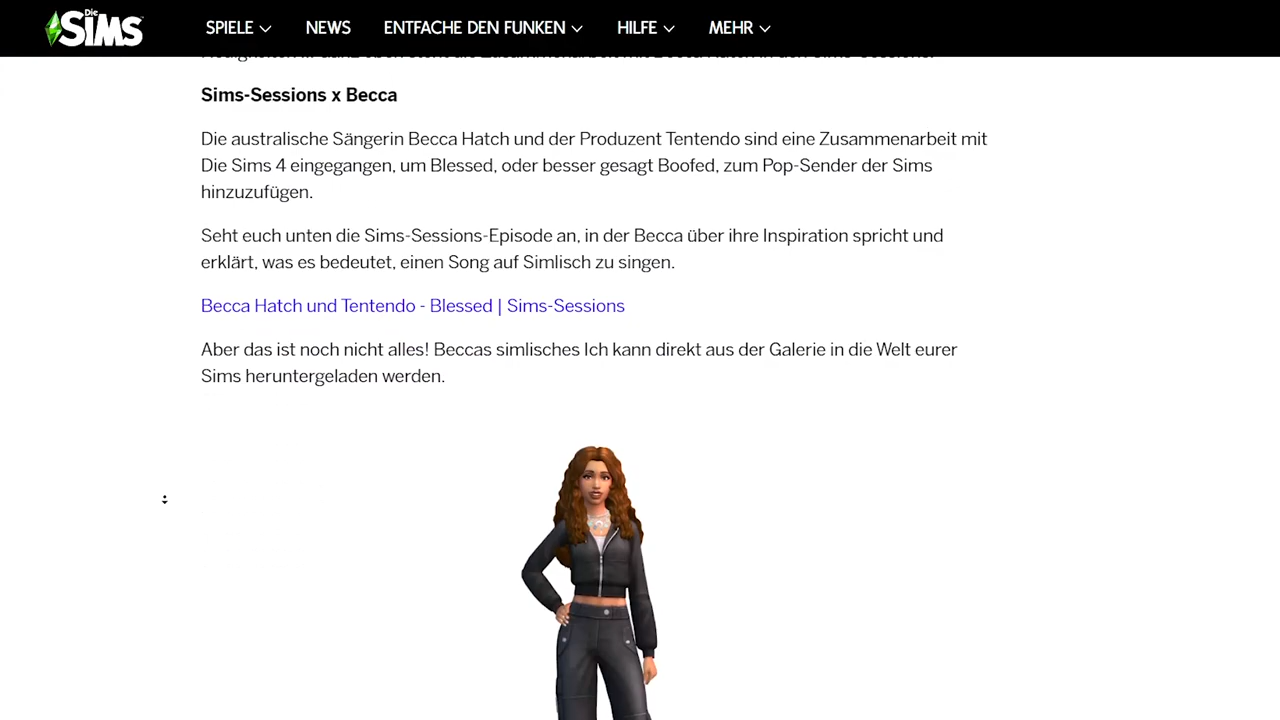 Die Sims
SPIELE
NEWS
ENTFACHE DEN FUNKEN
HILFE
MEHR
Sims-Sessions x Becca
Die australische Sängerin Becca Hatch und der Produzent Tentendo sind eine Zusammenarbeit mit
Die Sims 4 eingegangen, um Blessed, oder besser gesagt Boofed, zum Pop-Sender der Sims
hinzuzufügen.
Seht euch unten die Sims-Sessions-Episode an, in der Becca über ihre Inspiration spricht und
erklärt, was es bedeutet, einen Song auf Simlisch zu singen.
Becca Hatch und Tentendo - Blessed | Sims-Sessions
Aber das ist noch nicht alles! Beccas simlisches Ich kann direkt aus der Galerie in die Welt eurer
Sims heruntergeladen werden.